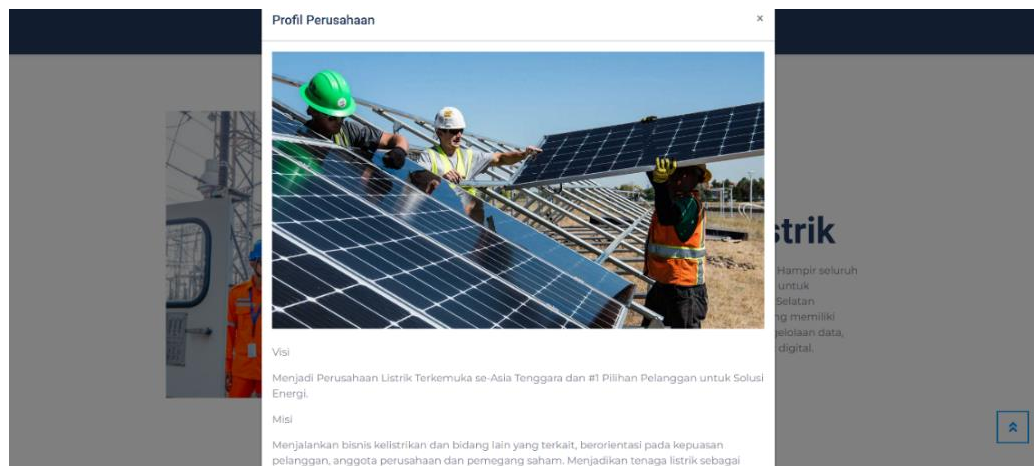 Profil Perusahaan ×
strik
Hampir seluruh
untuk
Selatan
memiliki
data,
digital.
Visi
Menjadi Perusahaan Listrik Terkemuka se-Asia Tenggara dan #1 Pilihan Pelanggan untuk Solusi
Energi.
Misi
Menjalankan bisnis kelistrikan dan bidang lain yang terkait, berorientasi pada kepuasan
pelanggan, anggota perusahaan dan pemegang saham. Menjadikan tenaga listrik sebagai